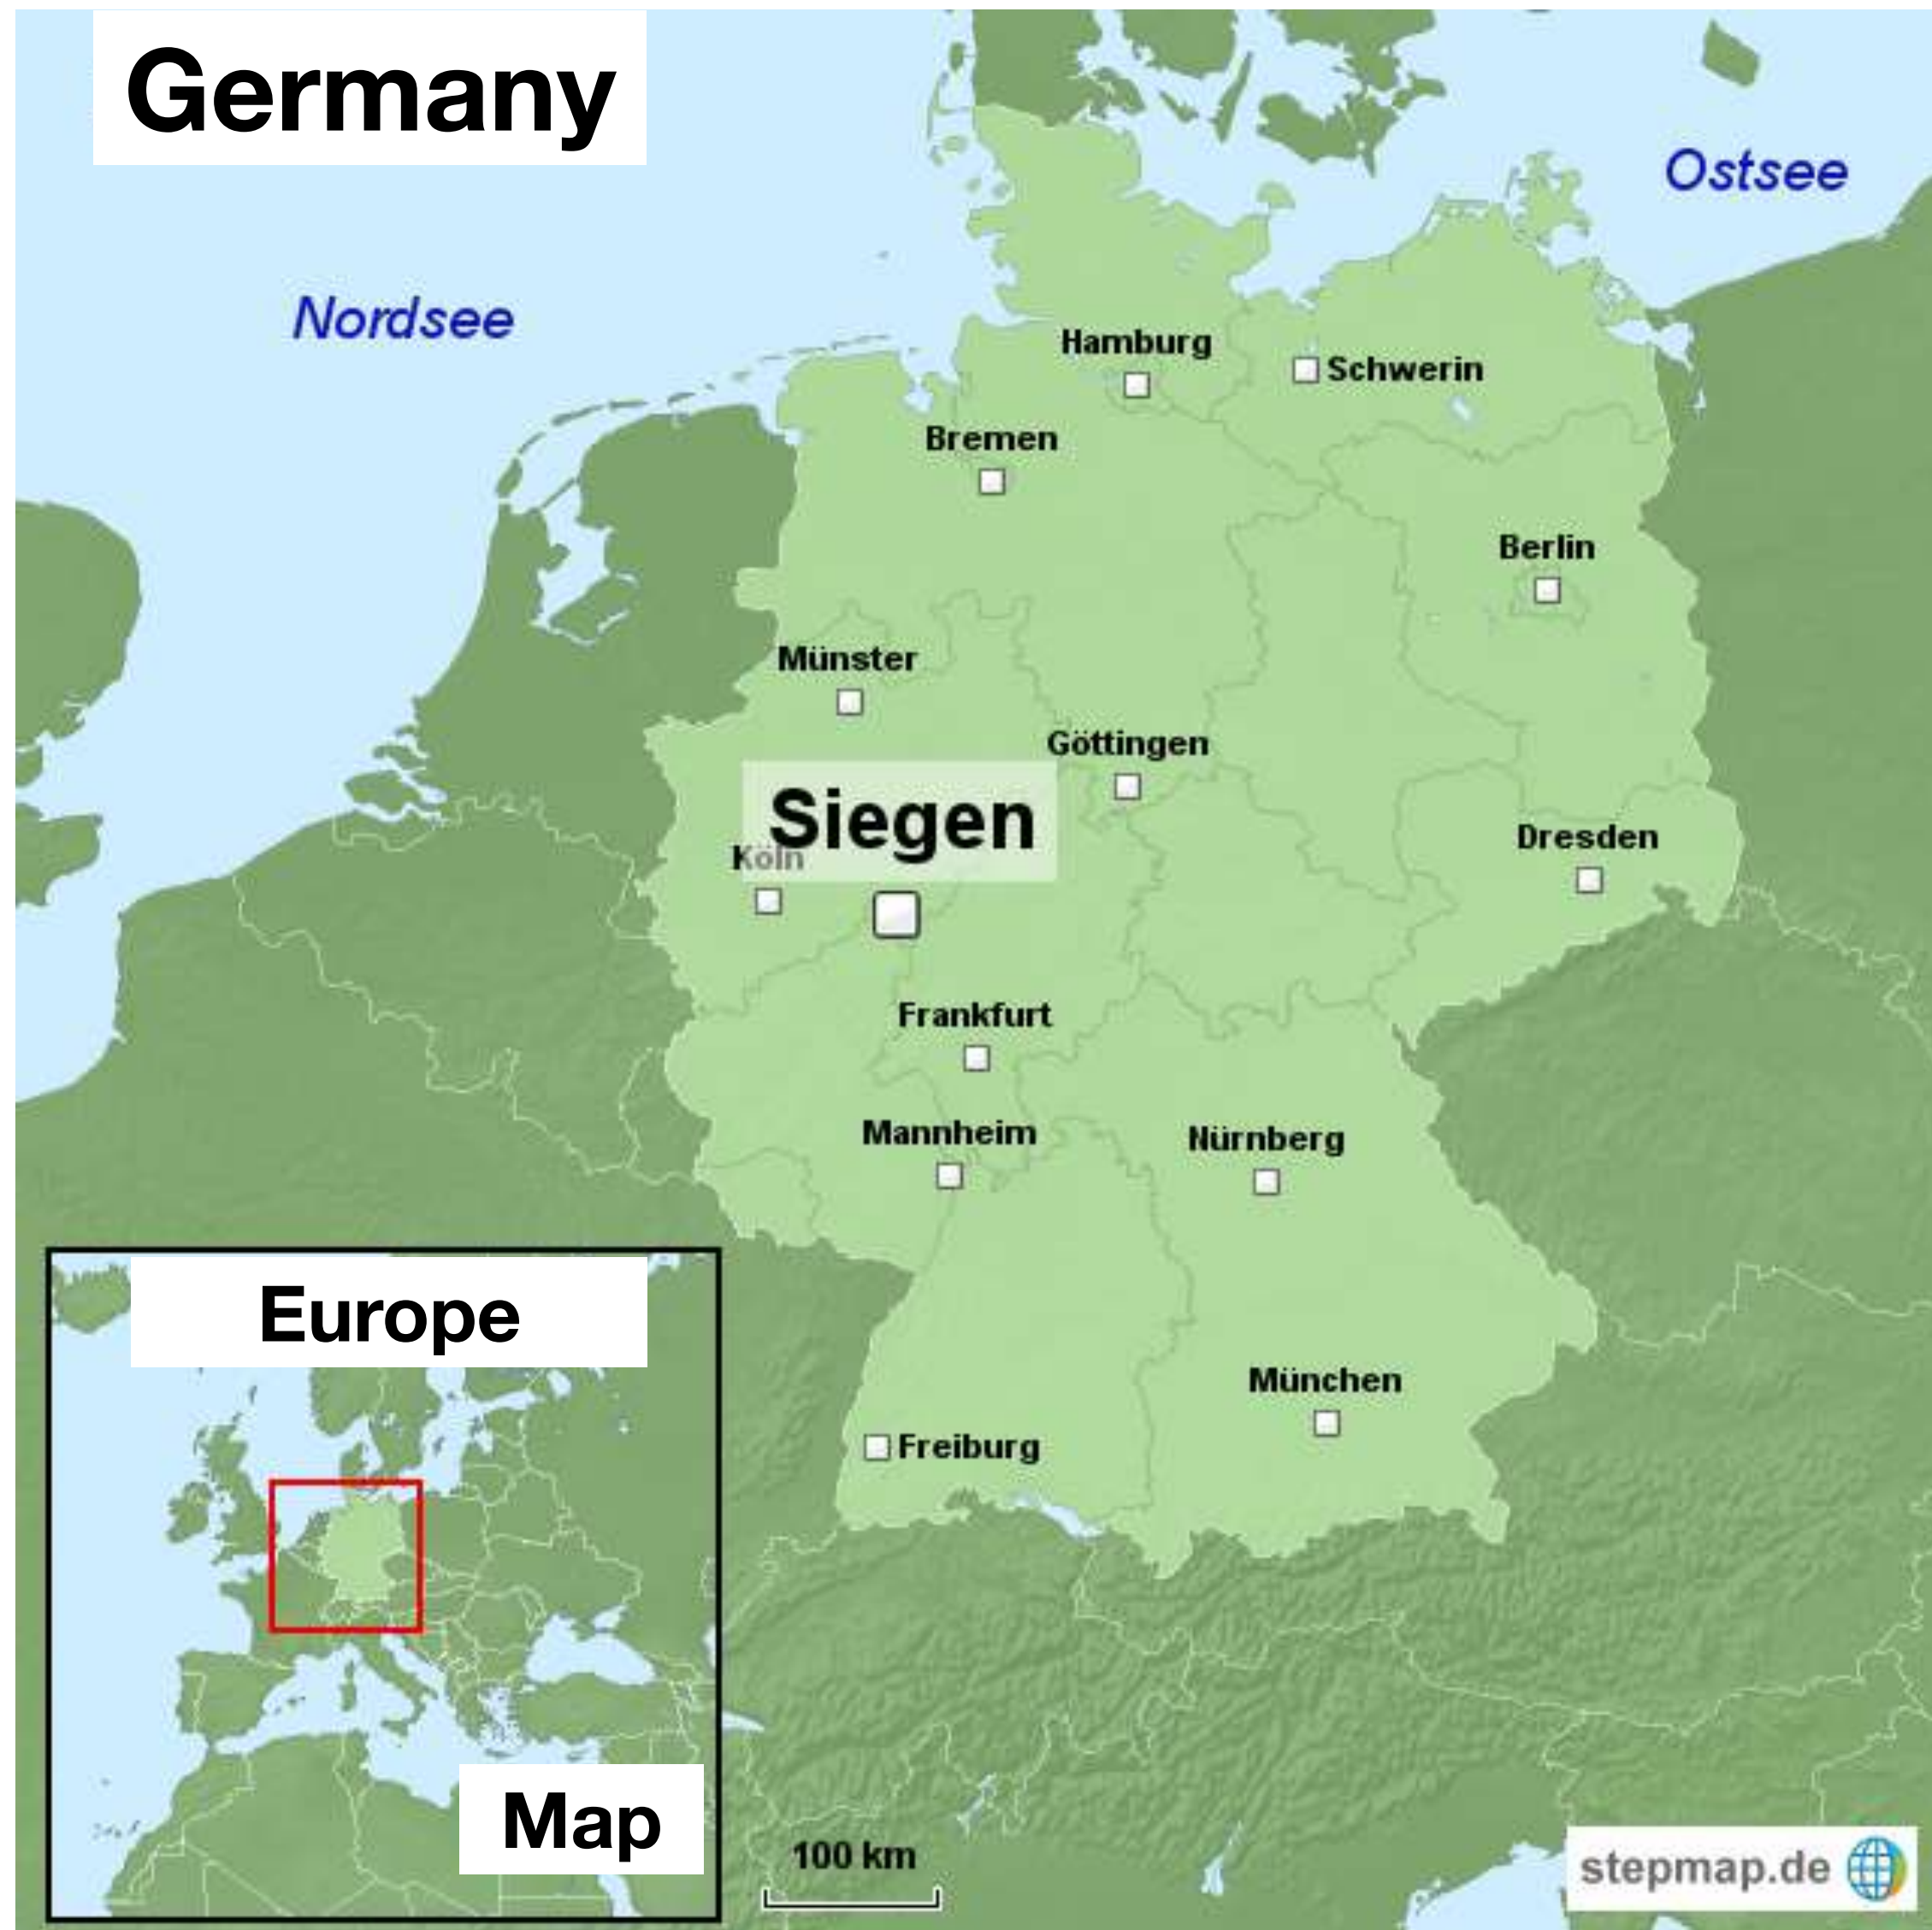 Germany
Ostsee
Nordsee
Hamburg
Schwerin
Bremen
Berlin
Münster
Göttingen
Siegen
Köln
Dresden
Frankfurt
Mannheim
Nürnberg
Europe
München
Freiburg
Map
100 km
stepmap.de